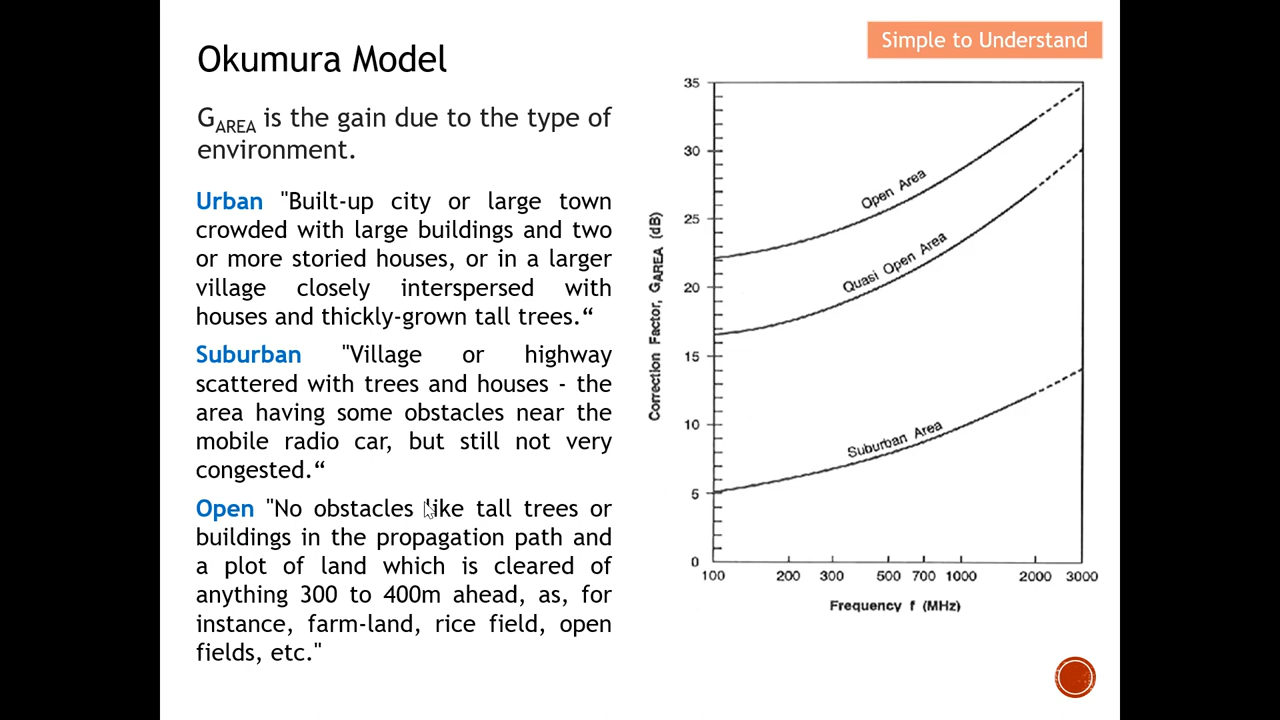 Simple to Understand
Okumura Model
GAREA is the gain due to the type of
environment.
Urban "Built-up city or large town
crowded with large buildings and two
or more storied houses, or in a larger
village closely interspersed with
houses and thickly-grown tall trees.“
Suburban "Village or highway
scattered with trees and houses - the
area having some obstacles near the
mobile radio car, but still not very
congested.“
Open "No obstacles like tall trees or
buildings in the propagation path and
a plot of land which is cleared of
anything 300 to 400m ahead, as, for
instance, farm-land, rice field, open
fields, etc."
Correction Factor, GAREA (dB)
35
30
25
20
15
10
5
0
Open Area
Quasi Open Area
Suburban Area
100 200 300 500 700 1000 2000 3000
Frequency f (MHz)